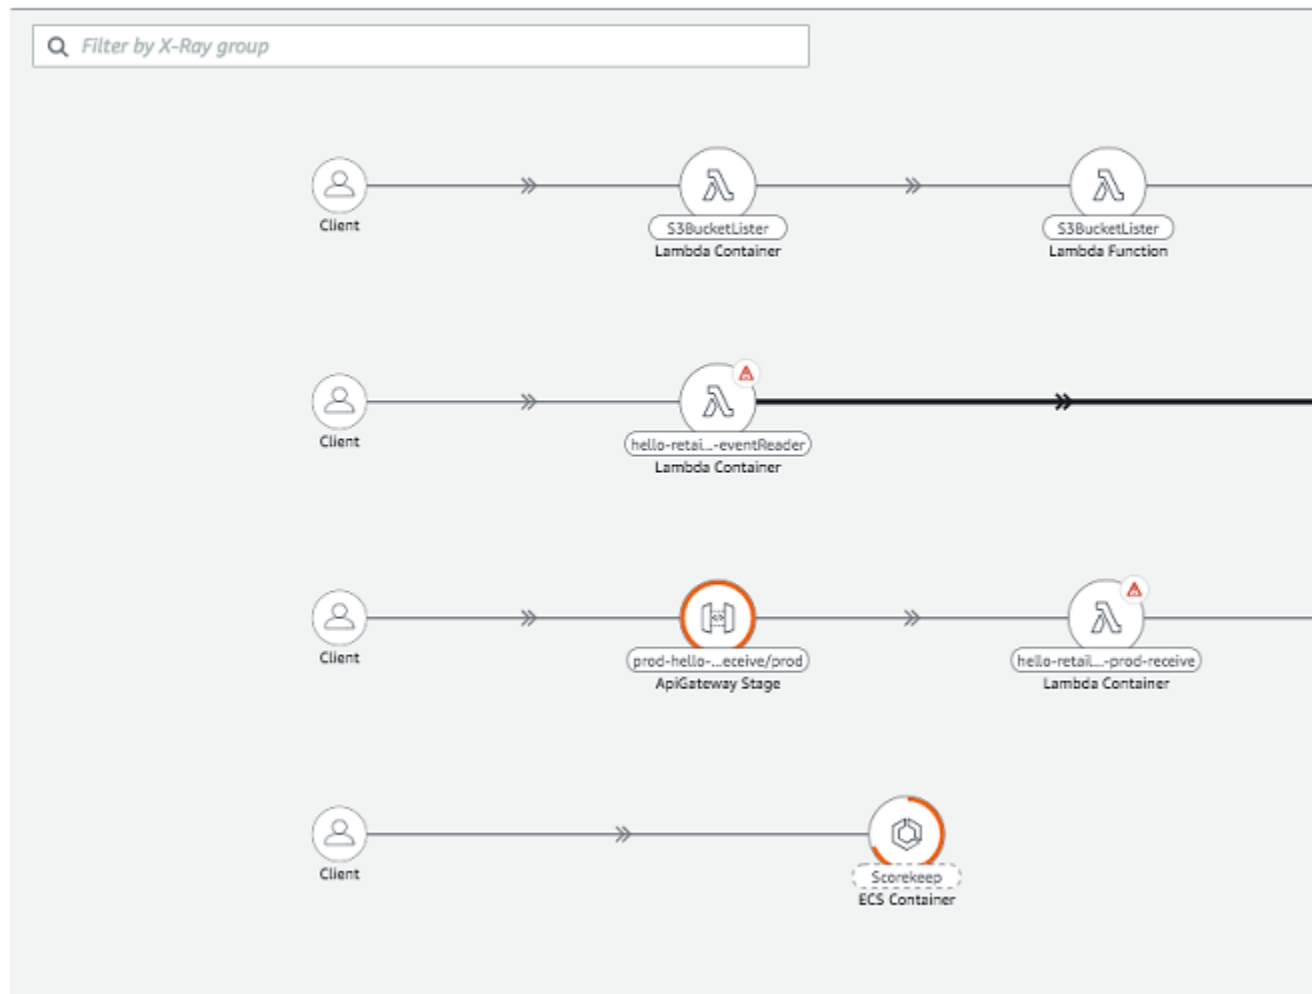 Filter by X-Ray group
Client
S3BucketLister
Lambda Container
S3BucketLister
Lambda Function
Client
hello-retai...-eventReader
Lambda Container
Client
prod-hello-...eceive/prod
ApiGateway Stage
hello-retail...-prod-receive
Lambda Container
Client
Scorekeep
ECS Container